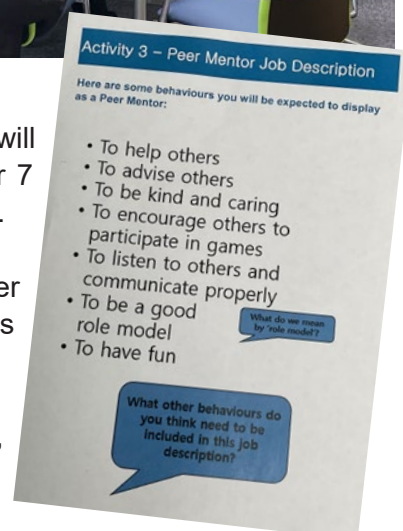 Activity 3 – Peer Mentor Job Description
Here are some behaviours you will be expected to display
as a Peer Mentor:
• To help others
• To advise others
• To be kind and caring
• To encourage others to
participate in games
• To listen to others and
communicate properly
• To be a good
role model
• To have fun
What do we mean
by 'role model'?
What other behaviours do
you think need to be
included in this job
description?
will
r 7
-
er
s
,